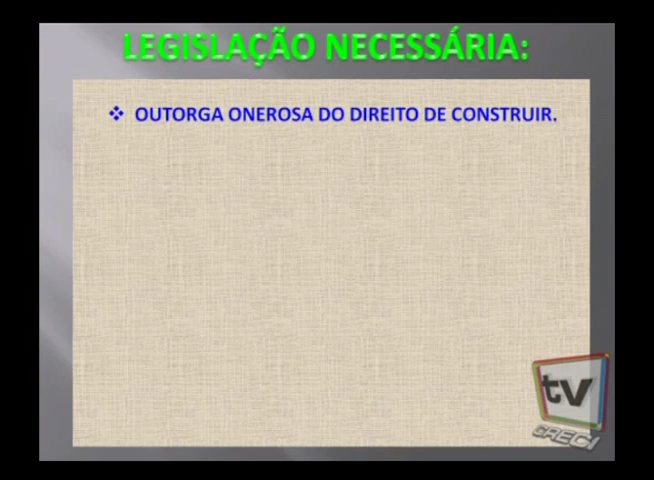 LEGISLAÇÃO NECESSÁRIA:
❖ OUTORGA ONEROSA DO DIREITO DE CONSTRUIR.
tv
CRECI